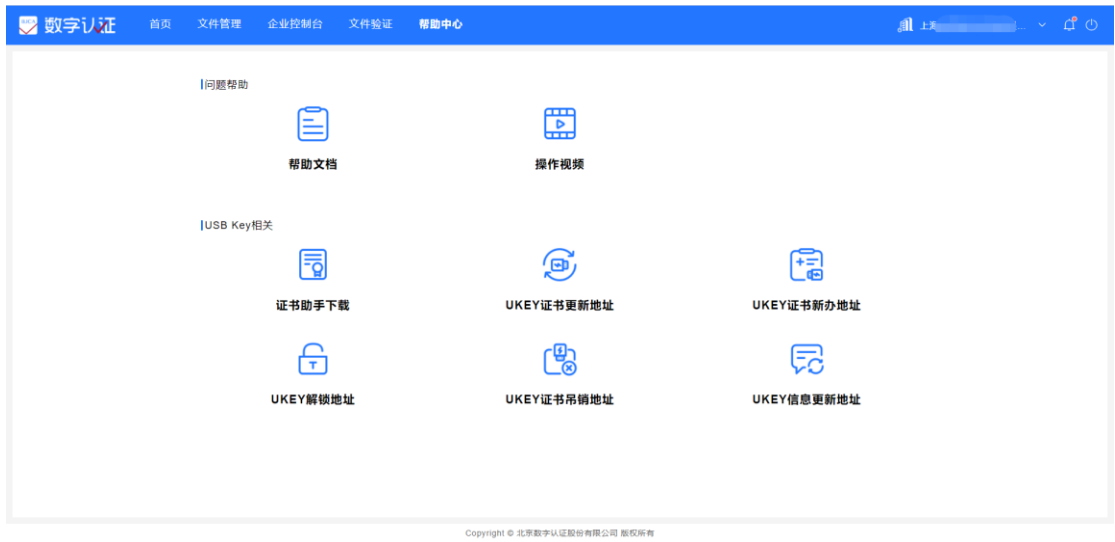 数字认证
首页 文件管理 企业控制台 文件验证 帮助中心
问题帮助
帮助文档 操作视频
USB Key相关
证书助手下载 UKEY证书更新地址 UKEY证书新办地址
T
UKEY解锁地址 UKEY证书吊销地址 UKEY信息更新地址
Copyright © 北京数字认证股份有限公司 版权所有